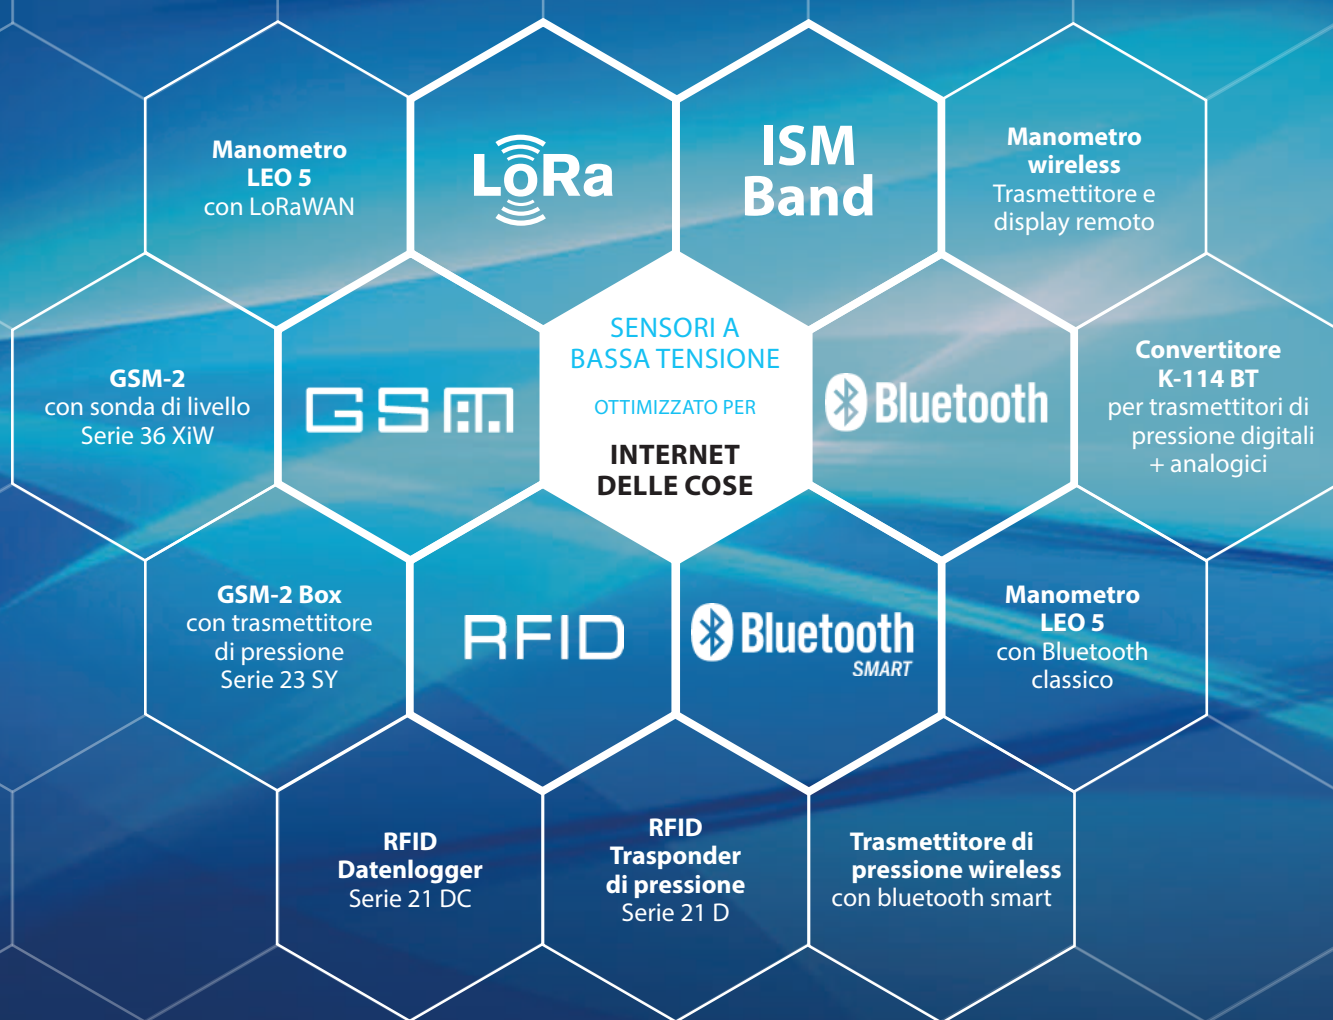 Manometro
LEO 5
con LoRaWAN
LoRa
ISM
Band
Manometro
wireless
Trasmettitore e
display remoto
GSM-2
con sonda di livello
Serie 36 XiW
GSM
SENSORI A
BASSA TENSIONE
OTTIMIZZATO PER
INTERNET
DELLE COSE
Bluetooth
Convertitore
K-114 BT
per trasmettitori di
pressione digitali
+ analogici
GSM-2 Box
con trasmettitore
di pressione
Serie 23 SY
RFID
Bluetooth
SMART
Manometro
LEO 5
con Bluetooth
classico
RFID
Datenlogger
Serie 21 DC
RFID
Trasponder
di pressione
Serie 21 D
Trasmettitore di
pressione wireless
con bluetooth smart